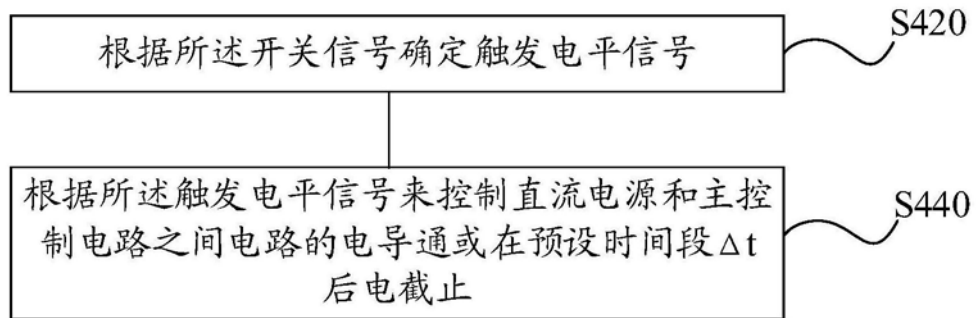 根据所述开关信号确定触发电平信号
S420
根据所述触发电平信号来控制直流电源和主控
制电路之间电路的电导通或在预设时间段Δt
后电截止
S440